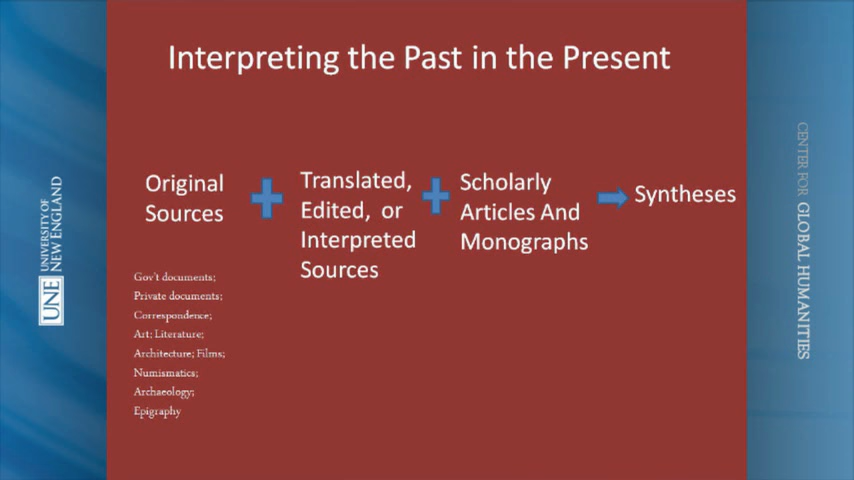 Interpreting the Past in the Present
Original
Sources
Translated,
Edited, or
Interpreted
Sources
Scholarly
Articles And
Monographs
Syntheses
Gov't documents;
Private documents;
Correspondence;
Art; Literature;
Architecture; Films;
Numismatics;
Archaeology;
Epigraphy
UNE
UNIVERSITY OF
NEW ENGLAND
CENTER FOR GLOBAL HUMANITIES